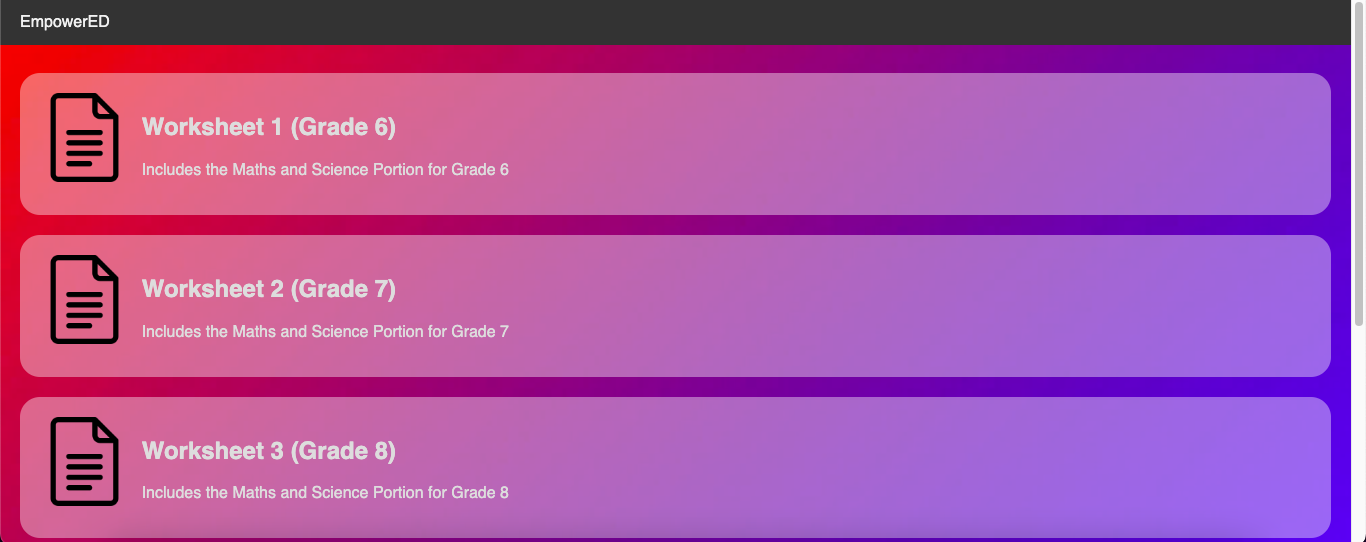 EmpowerED
Worksheet 1 (Grade 6)
Includes the Maths and Science Portion for Grade 6
Worksheet 2 (Grade 7)
Includes the Maths and Science Portion for Grade 7
Worksheet 3 (Grade 8)
Includes the Maths and Science Portion for Grade 8